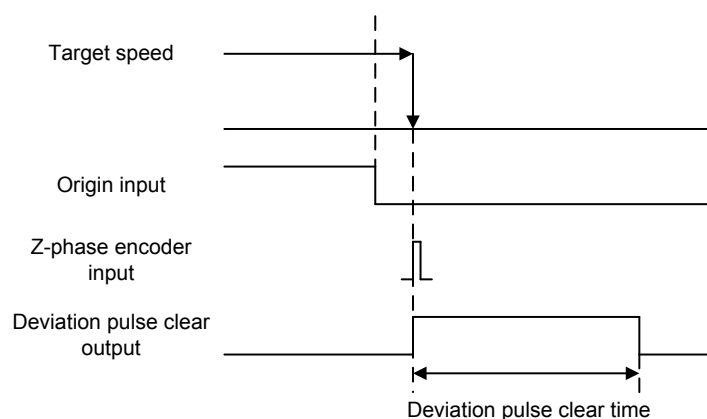 Target speed
Origin input
Z-phase encoder
input
Deviation pulse clear
output
Deviation pulse clear time